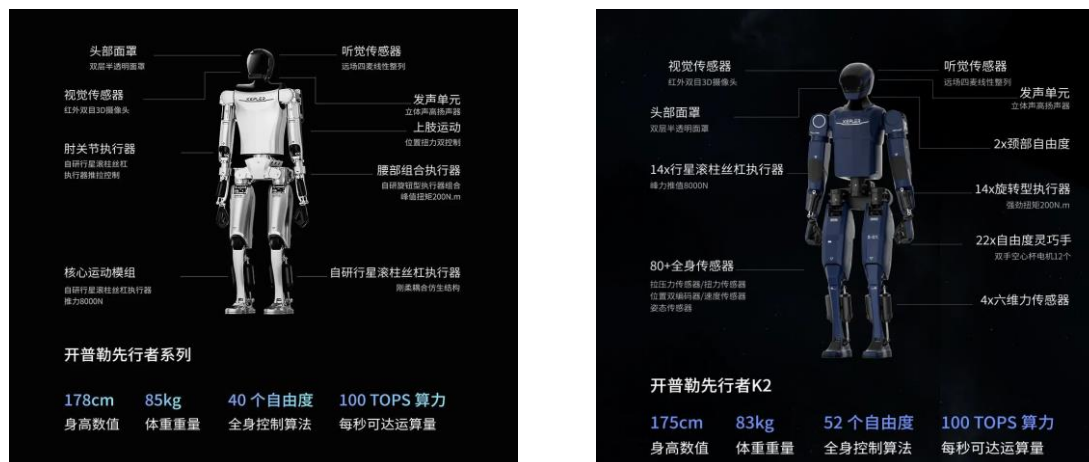 头部面罩
双层半透明面罩
听觉传感器
远场四麦线性整列
视觉传感器
红外双目3D摄像头
发声单元
立体声高扬声器
上肢运动
位置扭力双控制
肘关节执行器
自研行星滚柱丝杠
执行器推拉控制
腰部组合执行器
自研旋钮型执行器组合
峰值扭矩200N.m
核心运动模组
自研行星滚柱丝杠执行器
推力8000N
自研行星滚柱丝杠执行器
刚柔耦合仿生结构
KEPLER
开普勒先行者系列
178cm
85kg
40 个自由度
100 TOPS 算力
身高数值
体重重量
全身控制算法
每秒可达运算量
视觉传感器
红外双目3D摄像头
听觉传感器
远场四麦线性整列
发声单元
立体声高扬声器
头部面罩
双层半透明面罩
2x颈部自由度
14x行星滚柱丝杠执行器
峰力推值8000N
14x旋转型执行器
强劲扭矩200N.m
22x自由度灵巧手
双手空心杯电机12个
80+全身传感器
拉压力传感器/扭力传感器
位置双编码器/速度传感器
姿态传感器
4x六维力传感器
KEPLER
开普勒先行者K2
175cm
83kg
52 个自由度
100 TOPS 算力
身高数值
体重重量
全身控制算法
每秒可达运算量